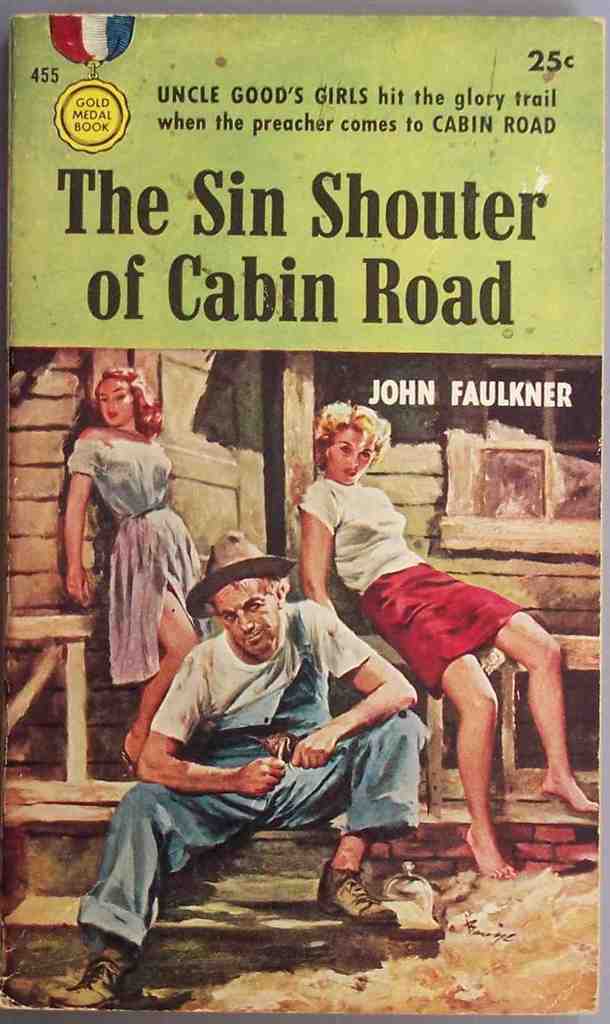 455
GOLD
MEDAL
BOOK
25¢
UNCLE GOOD'S GIRLS hit the glory trail
when the preacher comes to CABIN ROAD
The Sin Shouter
of Cabin Road
JOHN FAULKNER